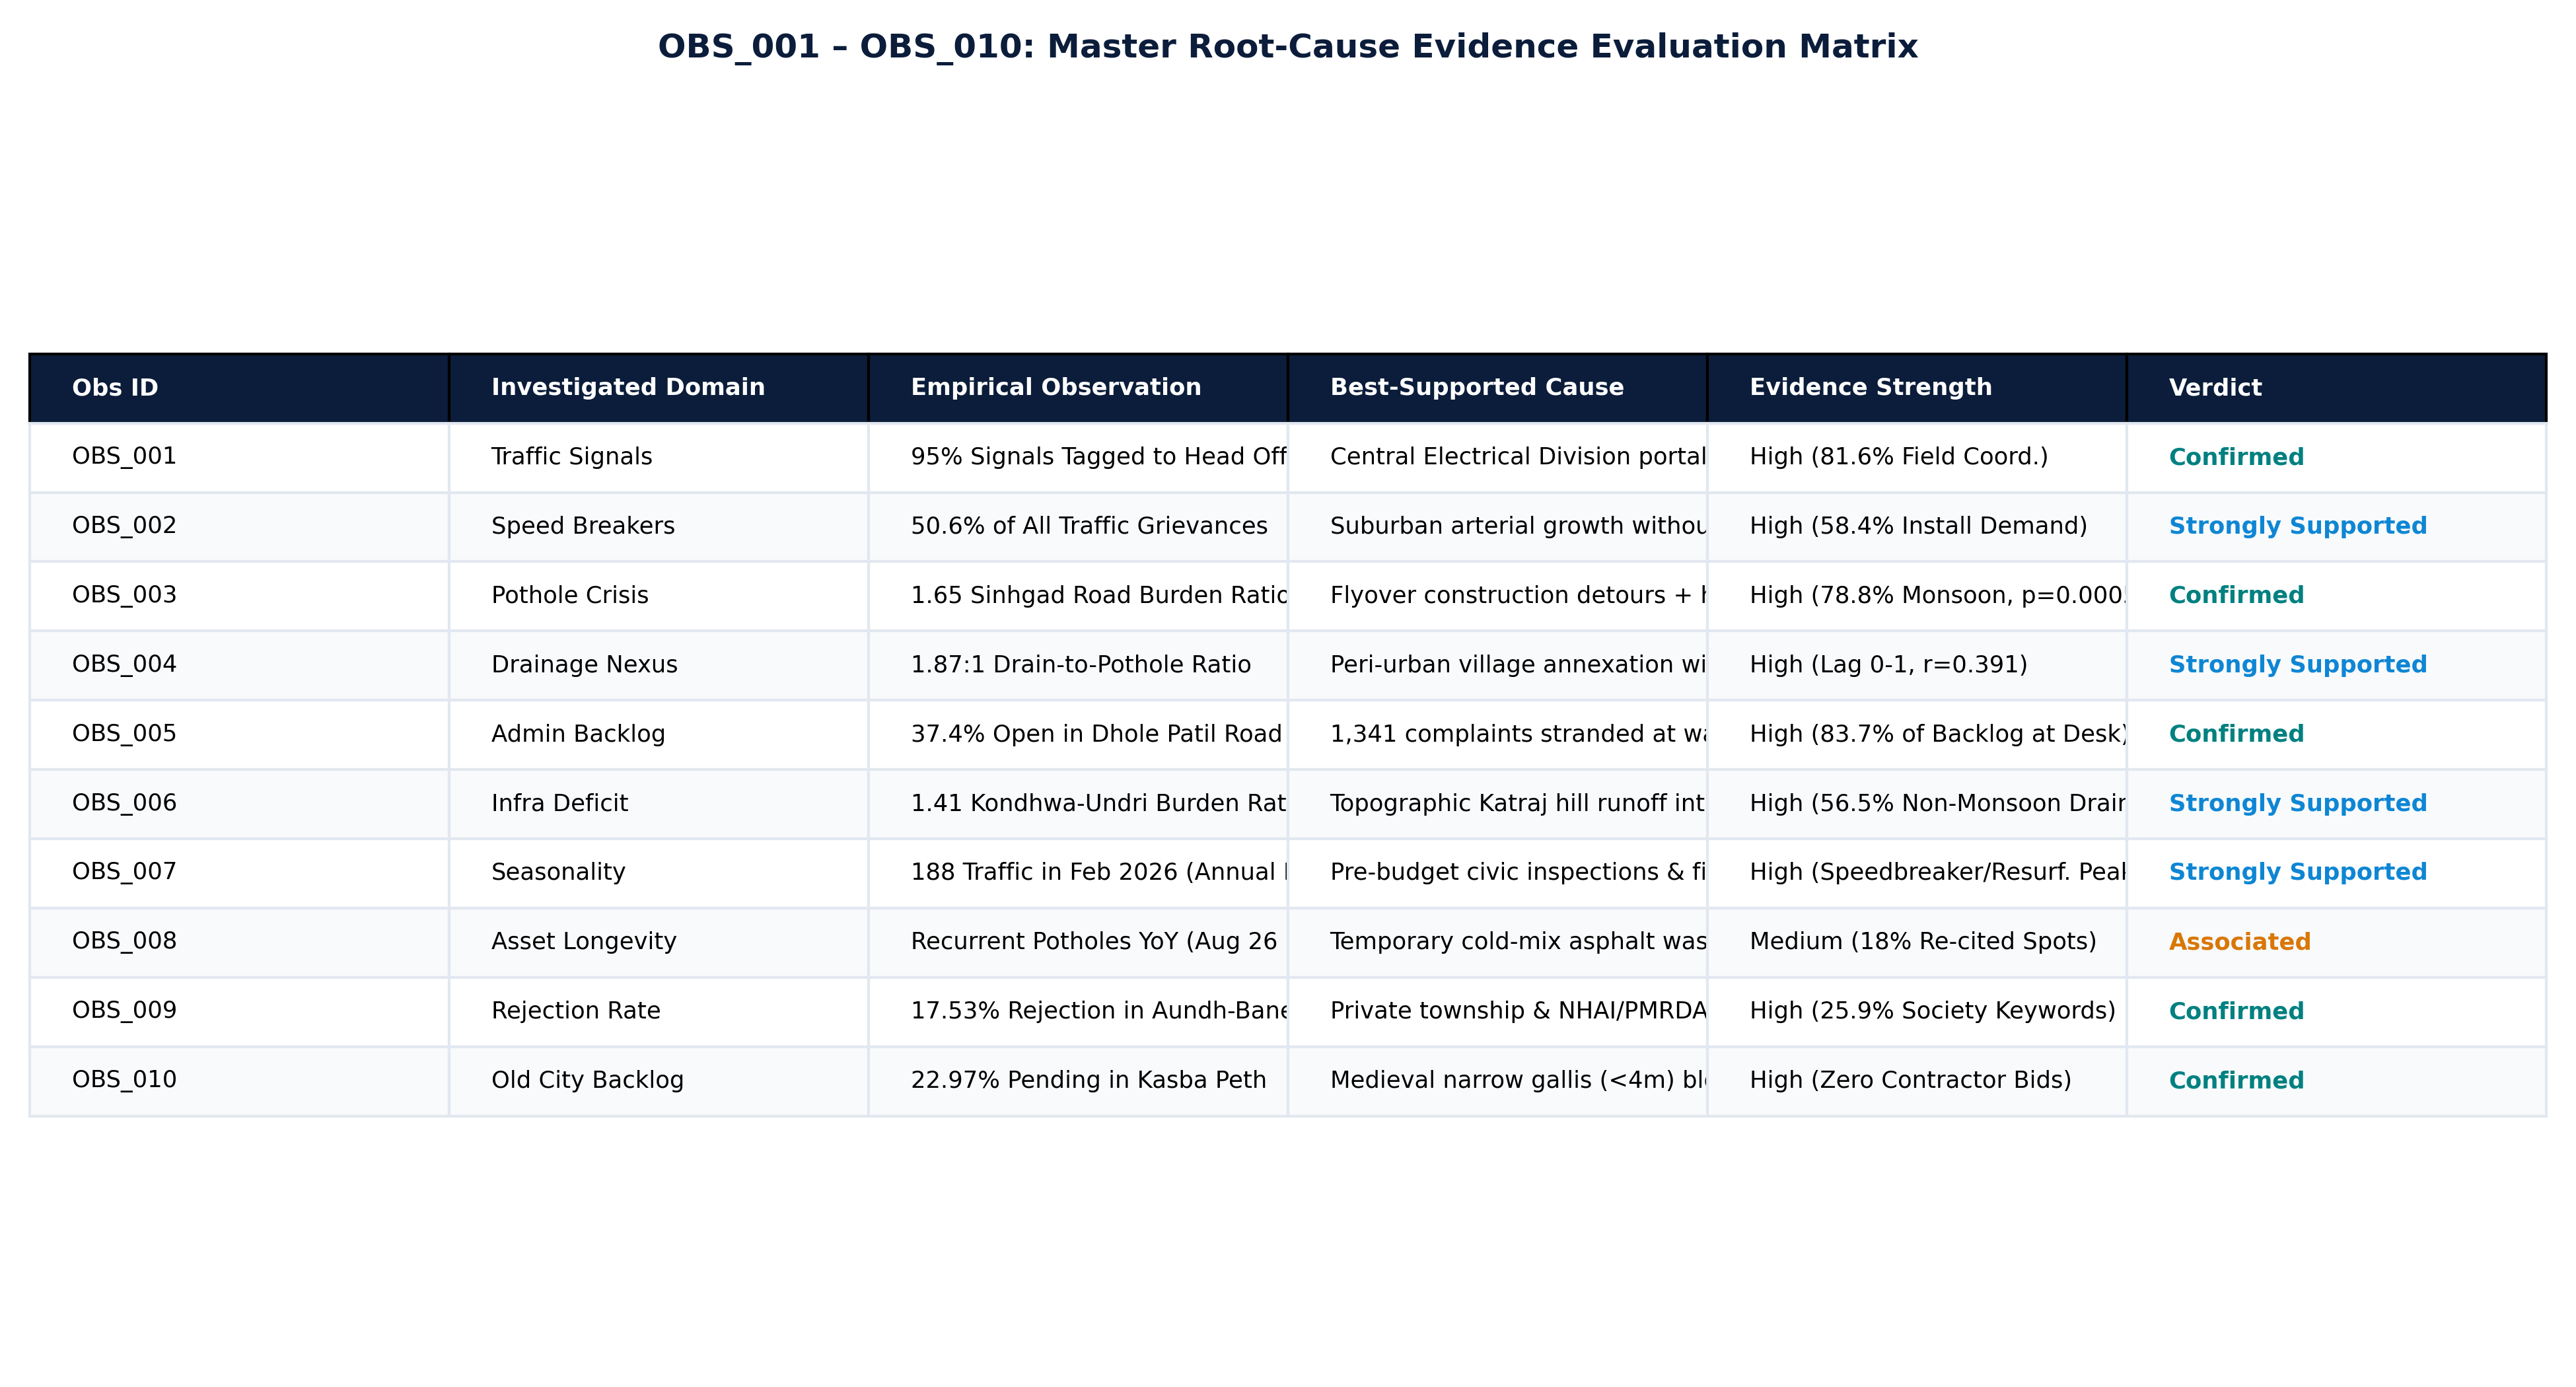 OBS_001 – OBS_010: Master Root-Cause Evidence Evaluation Matrix
Obs ID Investigated Domain Empirical Observation Best-Supported Cause Evidence Strength Verdict
OBS_001 Traffic Signals 95% Signals Tagged to Head Off Central Electrical Division portal High (81.6% Field Coord.) Confirmed
OBS_002 Speed Breakers 50.6% of All Traffic Grievances Suburban arterial growth withou High (58.4% Install Demand) Strongly Supported
OBS_003 Pothole Crisis 1.65 Sinhgad Road Burden Ratio Flyover construction detours + High (78.8% Monsoon, p=0.000 Confirmed
OBS_004 Drainage Nexus 1.87:1 Drain-to-Pothole Ratio Peri-urban village annexation wi High (Lag 0-1, r=0.391) Strongly Supported
OBS_005 Admin Backlog 37.4% Open in Dhole Patil Road 1,341 complaints stranded at wa High (83.7% of Backlog at Desk) Confirmed
OBS_006 Infra Deficit 1.41 Kondhwa-Undri Burden Rat Topographic Katraj hill runoff int High (56.5% Non-Monsoon Drain Strongly Supported
OBS_007 Seasonality 188 Traffic in Feb 2026 (Annual Pre-budget civic inspections & fi High (Speedbreaker/Resurf. Peak Strongly Supported
OBS_008 Asset Longevity Recurrent Potholes YoY (Aug 26 Temporary cold-mix asphalt was Medium (18% Re-cited Spots) Associated
OBS_009 Rejection Rate 17.53% Rejection in Aundh-Bane Private township & NHAI/PMRDA High (25.9% Society Keywords) Confirmed
OBS_010 Old City Backlog 22.97% Pending in Kasba Peth Medieval narrow gallis (<4m) bl High (Zero Contractor Bids) Confirmed